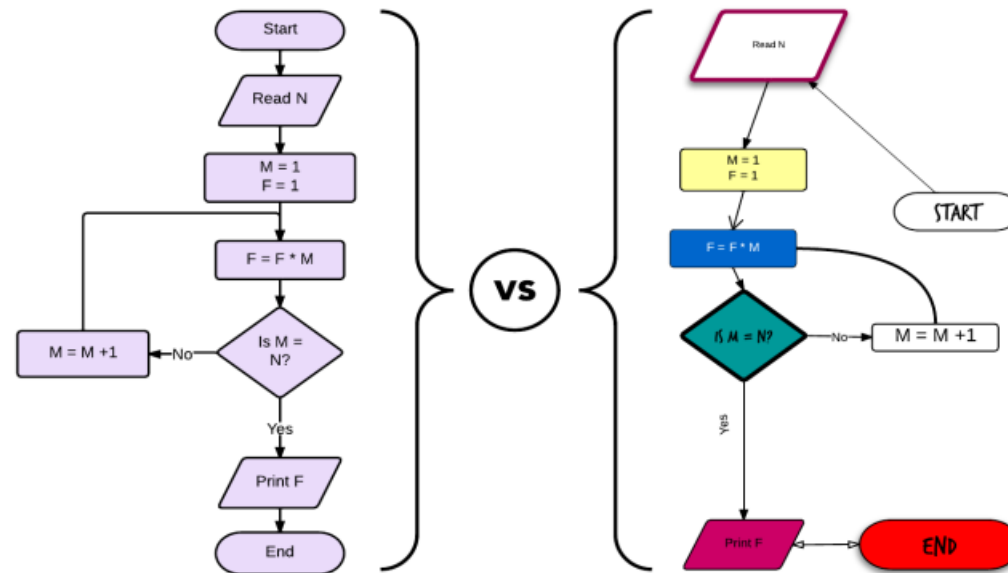 Start
Read N
M = 1
F = 1
F = F * M
Is M =
N?
No
M = M +1
Yes
Print F
End
vs
Read N
START
M = 1
F = 1
F = F * M
IS M = N?
No
M = M +1
Yes
Print F
END